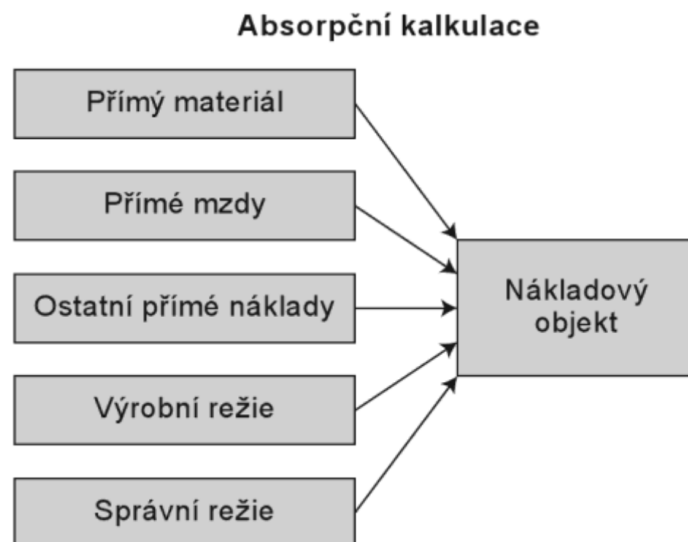 Absorpční kalkulace
Přímý materiál
Přímé mzdy
Ostatní přímé náklady
Výrobní režie
Správní režie
Nákladový
objekt